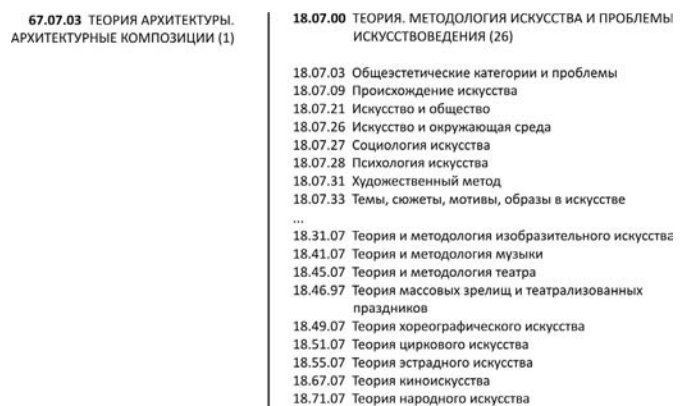 67.07.03 ТЕОРИЯ АРХИТЕКТУРЫ.
АРХИТЕКТУРНЫЕ КОМПОЗИЦИИ (1)
18.07.00 ТЕОРИЯ. МЕТОДОЛОГИЯ ИСКУССТВА И ПРОБЛЕМЫ
ИСКУССТВОВЕДЕНИЯ (26)
18.07.03 Общеэстетические категории и проблемы
18.07.09 Происхождение искусства
18.07.21 Искусство и общество
18.07.26 Искусство и окружающая среда
18.07.27 Социология искусства
18.07.28 Психология искусства
18.07.31 Художественный метод
18.07.33 Темы, сюжеты, мотивы, образы в искусстве
...
18.31.07 Теория и методология изобразительного искусства
18.41.07 Теория и методология музыки
18.45.07 Теория и методология театра
18.46.97 Теория массовых зрелищ и театрализованных
праздников
18.49.07 Теория хореографического искусства
18.51.07 Теория циркового искусства
18.55.07 Теория эстрадного искусства
18.67.07 Теория киноискусства
18.71.07 Теория народного искусства